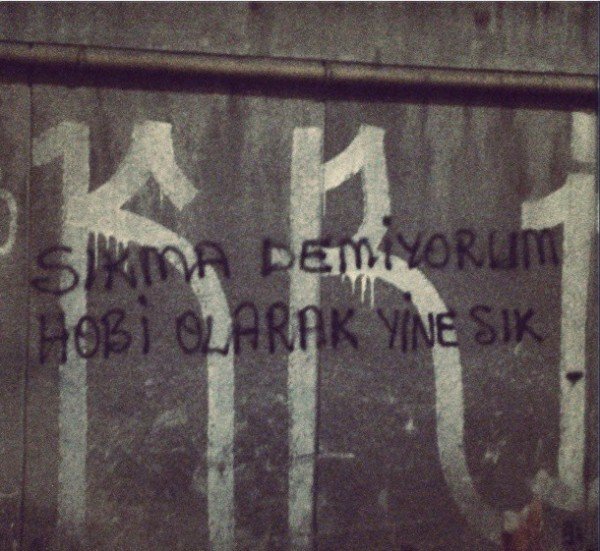 SIKMA DEMİYORUM
HOBİ OLARAK YİNE SIK